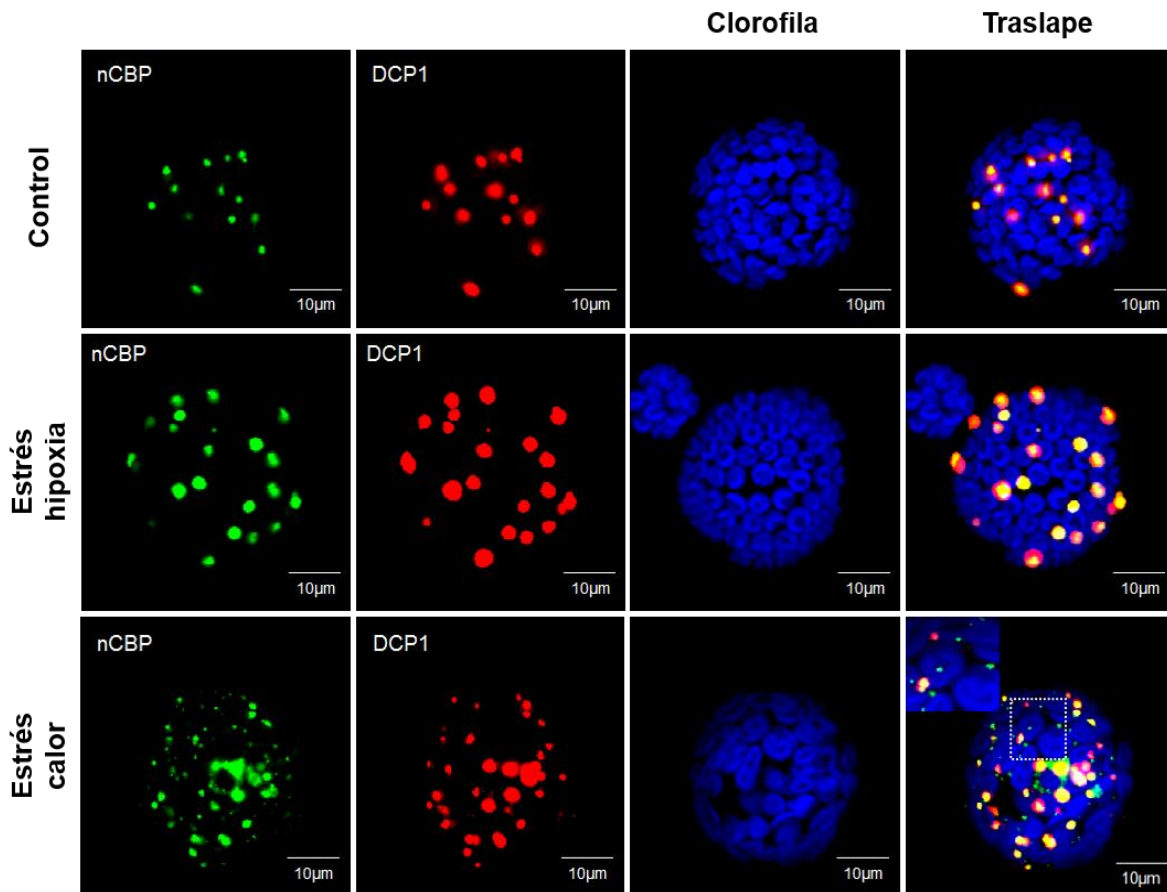 Clorofila
Traslape
Control
nCBP
DCP1
10µm
10µm
10µm
10µm
Estrés
hipoxia
nCBP
DCP1
10µm
10µm
10µm
10µm
Estrés
calor
nCBP
DCP1
10µm
10µm
10µm
10µm